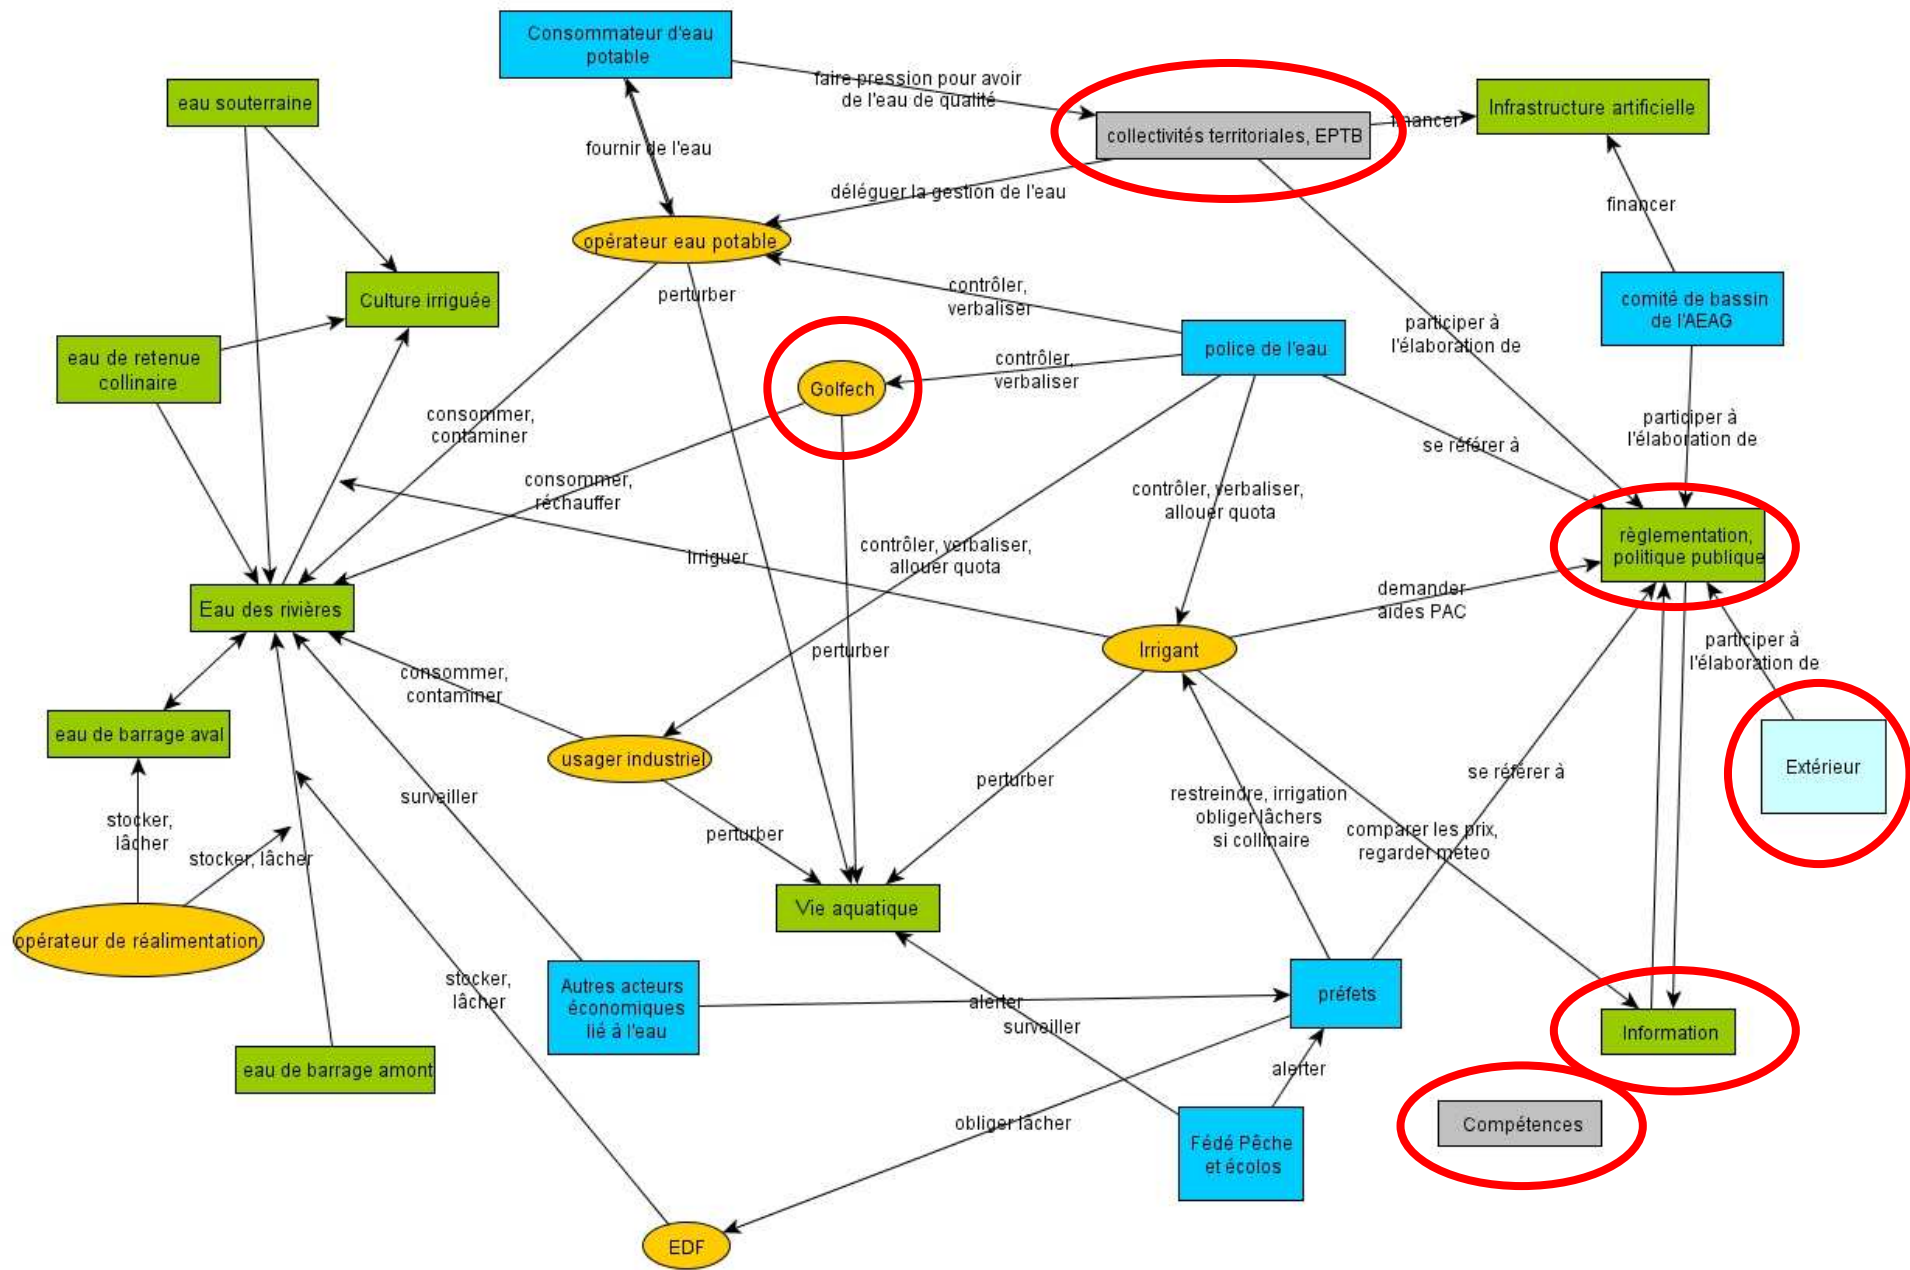 Consommateur d'eau
potable
eau souterraine
faire pression pour avoir
de l'eau de qualité
Infrastructure artificielle
collectivités territoriales, EPTB
financer
fournir de l'eau
déléguer la gestion de l'eau
financer
opérateur eau potable
perturber
contrôler,
verbaliser
Culture irriguée
comité de bassin
de l'AEAG
participer à
l'élaboration de
eau de retenue
collinaire
police de l'eau
contrôler,
verbaliser
Golfech
consommer,
contaminer
participer à
l'élaboration de
se référer à
consommer,
réchauffer
contrôler, verbaliser,
allouer quota
règlementation,
politique publique
contrôler, verbaliser,
allouer quota
Irriguer
Eau des rivières
demander
aides PAC
participer à
l'élaboration de
Irrigant
perturber
consommer,
contaminer
eau de barrage aval
usager industriel
Extérieur
se référer à
perturber
surveiller
restreindre, irrigation
obliger lâchers
si collinaire
stocker,
lâcher
perturber
comparer les prix,
regarder météo
stocker, lâcher
Vie aquatique
opérateur de réalimentation
stocker,
lâcher
Autres acteurs
économiques
lié à l'eau
préfets
alerter
surveiller
Information
eau de barrage amont
alerter
obliger lâcher
Compétences
Fédé Pêche
et écolos
EDF